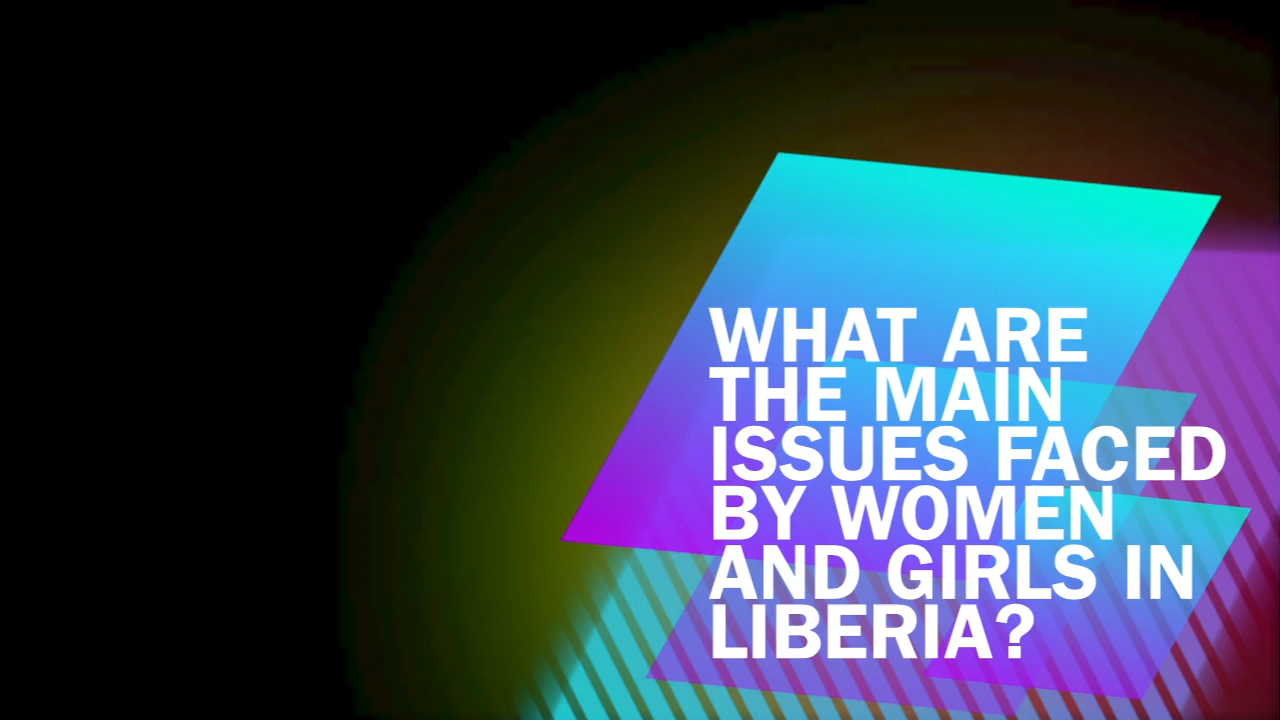 WHAT ARE
THE MAIN
ISSUES FACED
BY WOMEN
AND GIRLS IN
LIBERIA?